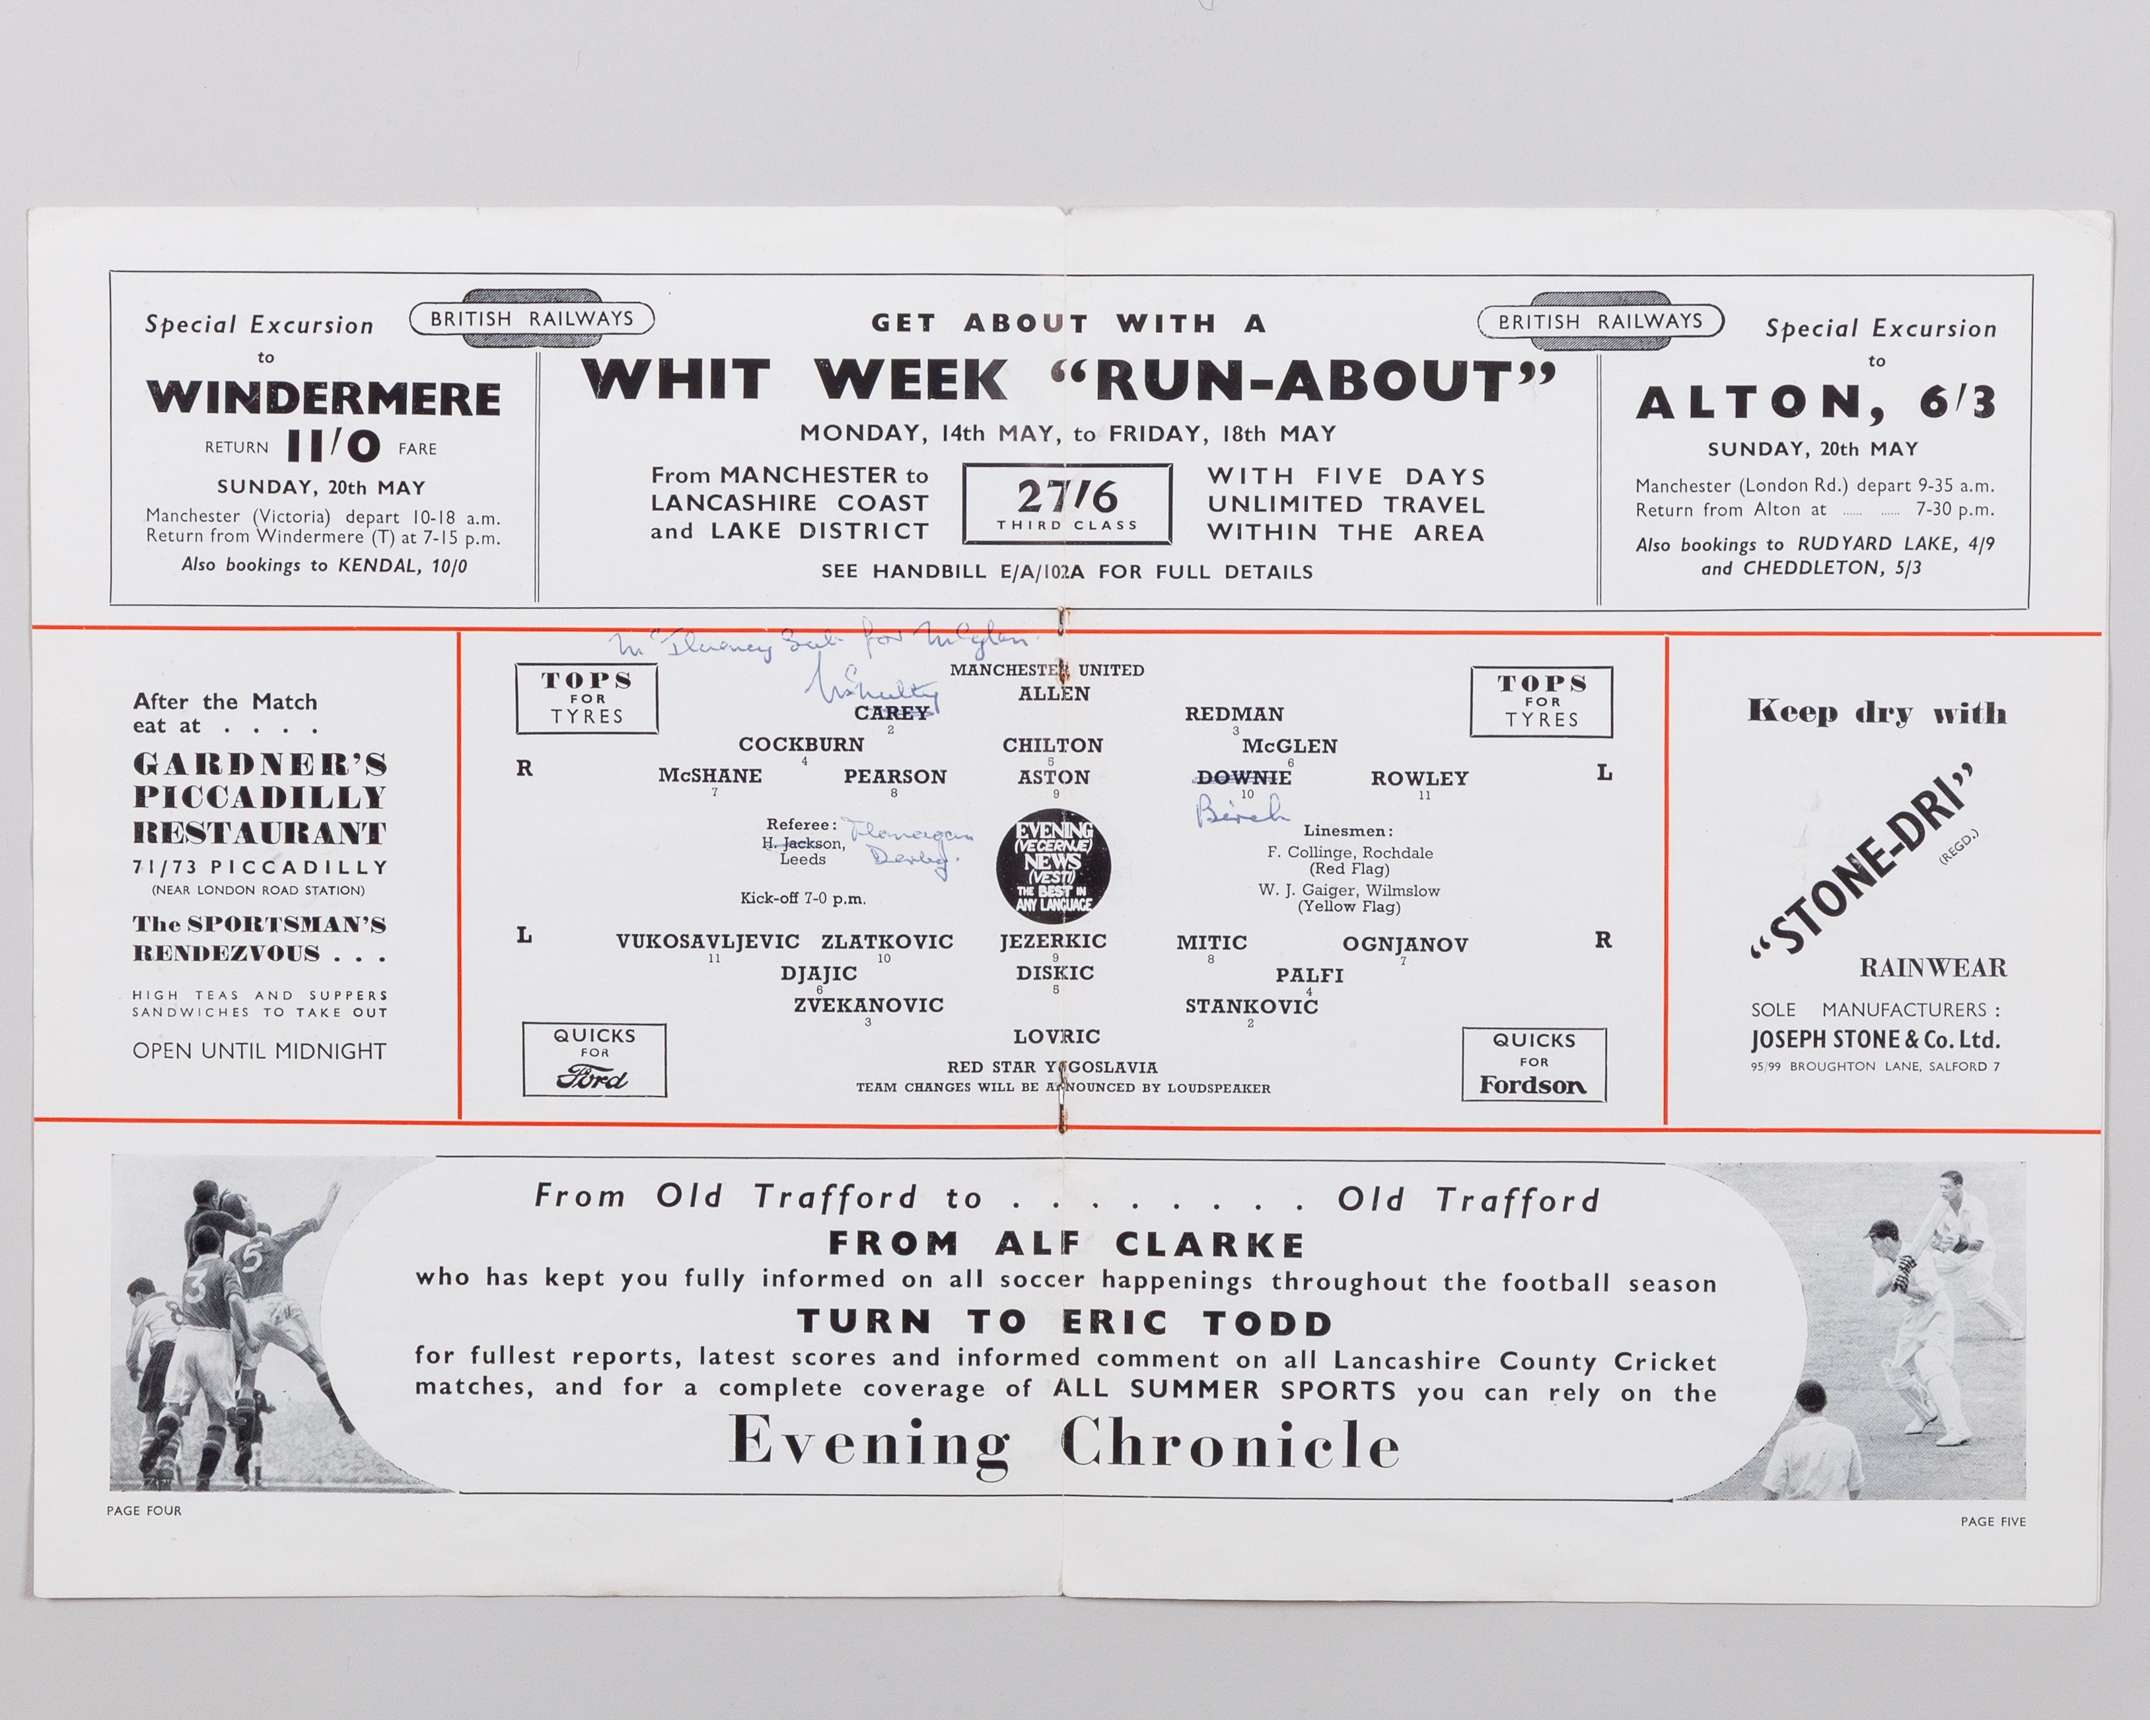 Special Excursion
to
WINDERMERE
RETURN 11/0 FARE
SUNDAY, 20th MAY
Manchester (Victoria) depart 10-18 a.m.
Return from Windermere (T) at 7-15 p.m.
Also bookings to KENDAL, 10/0
BRITISH RAILWAYS
GET ABOUT WITH A
WHIT WEEK “RUN-ABOUT”
MONDAY, 14th MAY, to FRIDAY, 18th MAY
From MANCHESTER to
LANCASHIRE COAST
and LAKE DISTRICT
27/6
THIRD CLASS
WITH FIVE DAYS
UNLIMITED TRAVEL
WITHIN THE AREA
SEE HANDBILL E/A/102A FOR FULL DETAILS
BRITISH RAILWAYS
Special Excursion
to
ALTON, 6/3
SUNDAY, 20th MAY
Manchester (London Rd.) depart 9-35 a.m.
Return from Alton at ...... ...... 7-30 p.m.
Also bookings to RUDYARD LAKE, 4/9
and CHEDDLETON, 5/3
After the Match
eat at . . . .
GARDNER'S
PICCADILLY
RESTAURANT
71/73 PICCADILLY
(NEAR LONDON ROAD STATION)
The SPORTSMAN'S
RENDEZVOUS . . .
HIGH TEAS AND SUPPERS
SANDWICHES TO TAKE OUT
OPEN UNTIL MIDNIGHT
for McGlen
TOPS
FOR
TYRES
MANCHESTER UNITED
ALLEN
McNulty
CAREY REDMAN
2 3
COCKBURN CHILTON McGLEN
4 5 6
R McSHANE PEARSON ASTON DOWNIE ROWLEY L
7 8 9 10 11
Birch
TOPS
FOR
TYRES
Referee: Flanagan
H. Jackson, Derby.
Leeds
Kick-off 7-0 p.m.
EVENING
(VECERNJE)
NEWS
(VESTI)
THE BEST IN
ANY LANGUAGE
Linesmen:
F. Collinge, Rochdale
(Red Flag)
W. J. Gaiger, Wilmslow
(Yellow Flag)
L VUKOSAVLJEVIC ZLATKOVIC JEZERKIC MITIC OGNJANOV R
11 10 9 8 7
DJAJIC DISKIC PALFI
6 5 4
ZVEKANOVIC STANKOVIC
3 2
LOVRIC
RED STAR YUGOSLAVIA
TEAM CHANGES WILL BE ANNOUNCED BY LOUDSPEAKER
QUICKS
FOR
Ford
QUICKS
FOR
Fordson
Keep dry with
“STONE-DRI”
(REGD.)
RAINWEAR
SOLE MANUFACTURERS :
JOSEPH STONE & Co. Ltd.
95/99 BROUGHTON LANE, SALFORD 7
From Old Trafford to . . . . . . . . Old Trafford
FROM ALF CLARKE
who has kept you fully informed on all soccer happenings throughout the football season
TURN TO ERIC TODD
for fullest reports, latest scores and informed comment on all Lancashire County Cricket
matches, and for a complete coverage of ALL SUMMER SPORTS you can rely on the
Evening Chronicle
3
5
8
PAGE FOUR
PAGE FIVE